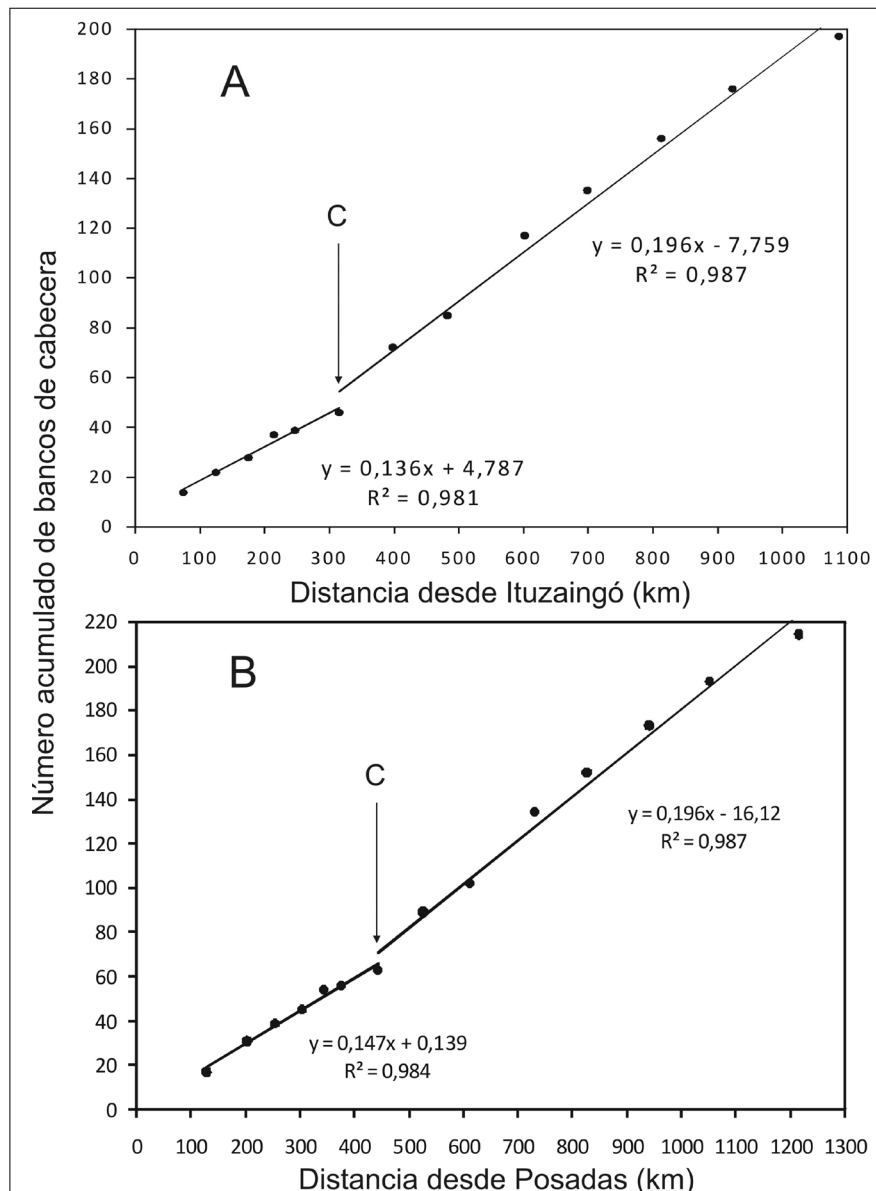 Número acumulado de bancos de cabecera
200
180
160
140
120
100
80
60
40
20
0
A
C
y = 0,196x - 7,759
R² = 0,987
y = 0,136x + 4,787
R² = 0,981
0 100 200 300 400 500 600 700 800 900 1000 1100
Distancia desde Ituzaingó (km)
220
200
180
160
140
120
100
80
60
40
20
0
B
C
y = 0,196x - 16,12
R² = 0,987
y = 0,147x + 0,139
R² = 0,984
0 100 200 300 400 500 600 700 800 900 1000 1100 1200 1300
Distancia desde Posadas (km)